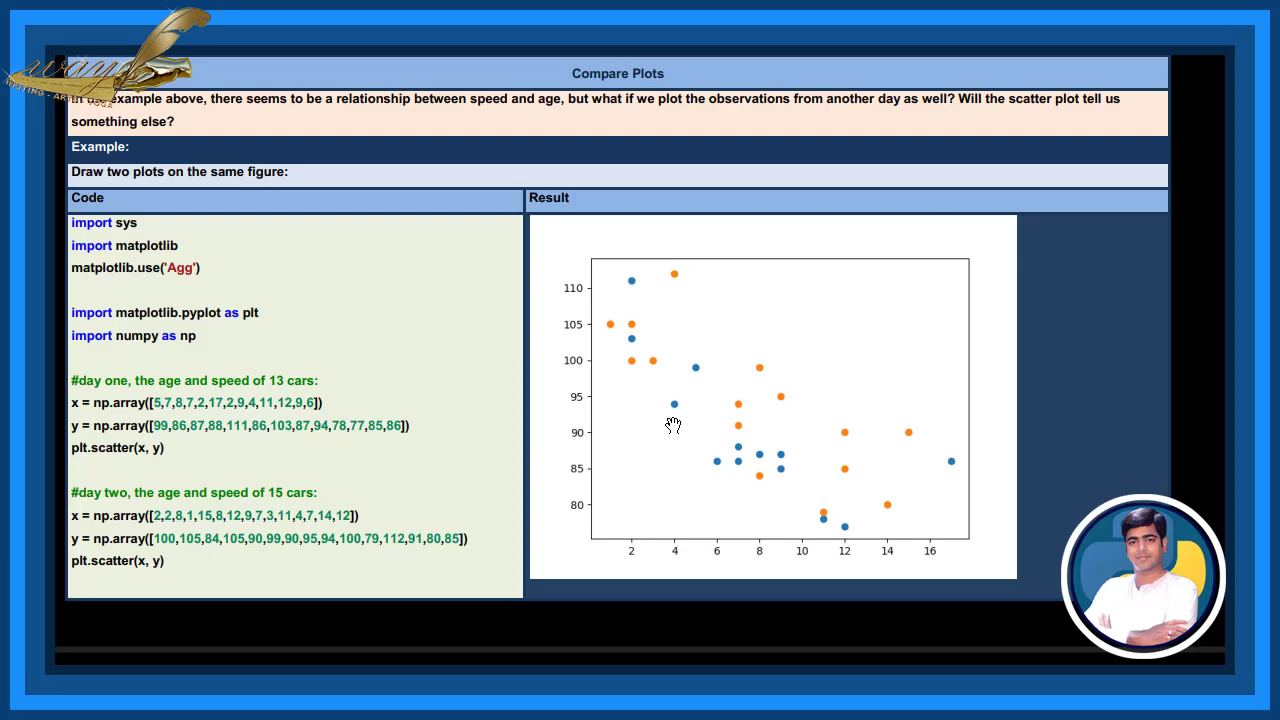 way
WRITING - ART - YOGA
Compare Plots
In the example above, there seems to be a relationship between speed and age, but what if we plot the observations from another day as well? Will the scatter plot tell us
something else?
Example:
Draw two plots on the same figure:
Code
Result
import sys
import matplotlib
matplotlib.use('Agg')
import matplotlib.pyplot as plt
import numpy as np
#day one, the age and speed of 13 cars:
x = np.array([5,7,8,7,2,17,2,9,4,11,12,9,6])
y = np.array([99,86,87,88,111,86,103,87,94,78,77,85,86])
plt.scatter(x, y)
#day two, the age and speed of 15 cars:
x = np.array([2,2,8,1,15,8,12,9,7,3,11,4,7,14,12])
y = np.array([100,105,84,105,90,99,90,95,94,100,79,112,91,80,85])
plt.scatter(x, y)
110
105
100
95
90
85
80
2 4 6 8 10 12 14 16